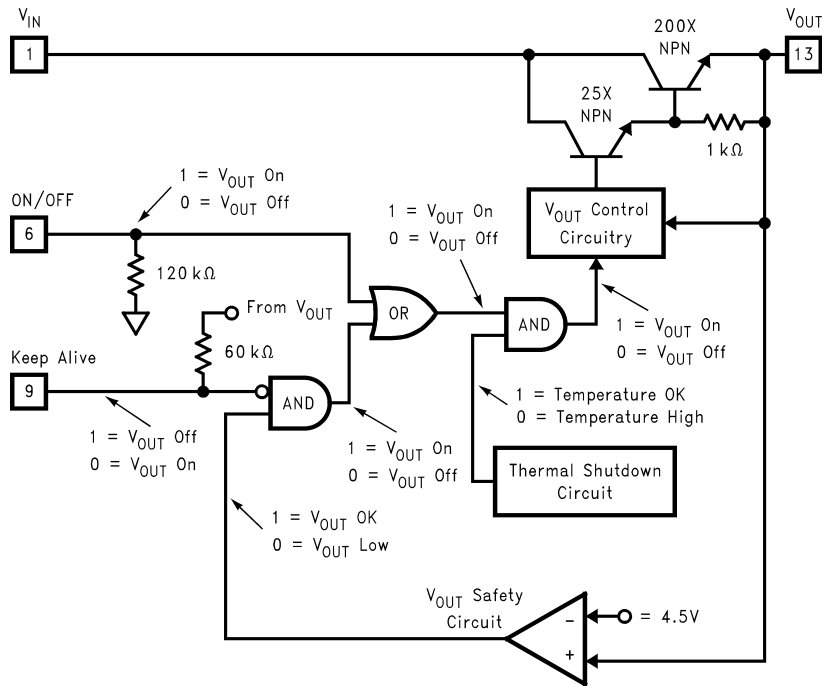 V_IN
1
200X
NPN
V_OUT
13
25X
NPN
1 kΩ
1 = V_OUT On
0 = V_OUT Off
ON/OFF
6
120 kΩ
1 = V_OUT On
0 = V_OUT Off
V_OUT Control
Circuitry
From V_OUT
60 kΩ
OR
AND
1 = V_OUT On
0 = V_OUT Off
Keep Alive
9
AND
1 = V_OUT Off
0 = V_OUT On
1 = V_OUT On
0 = V_OUT Off
1 = Temperature OK
0 = Temperature High
Thermal Shutdown
Circuit
1 = V_OUT OK
0 = V_OUT Low
V_OUT Safety
Circuit
−
= 4.5V
+